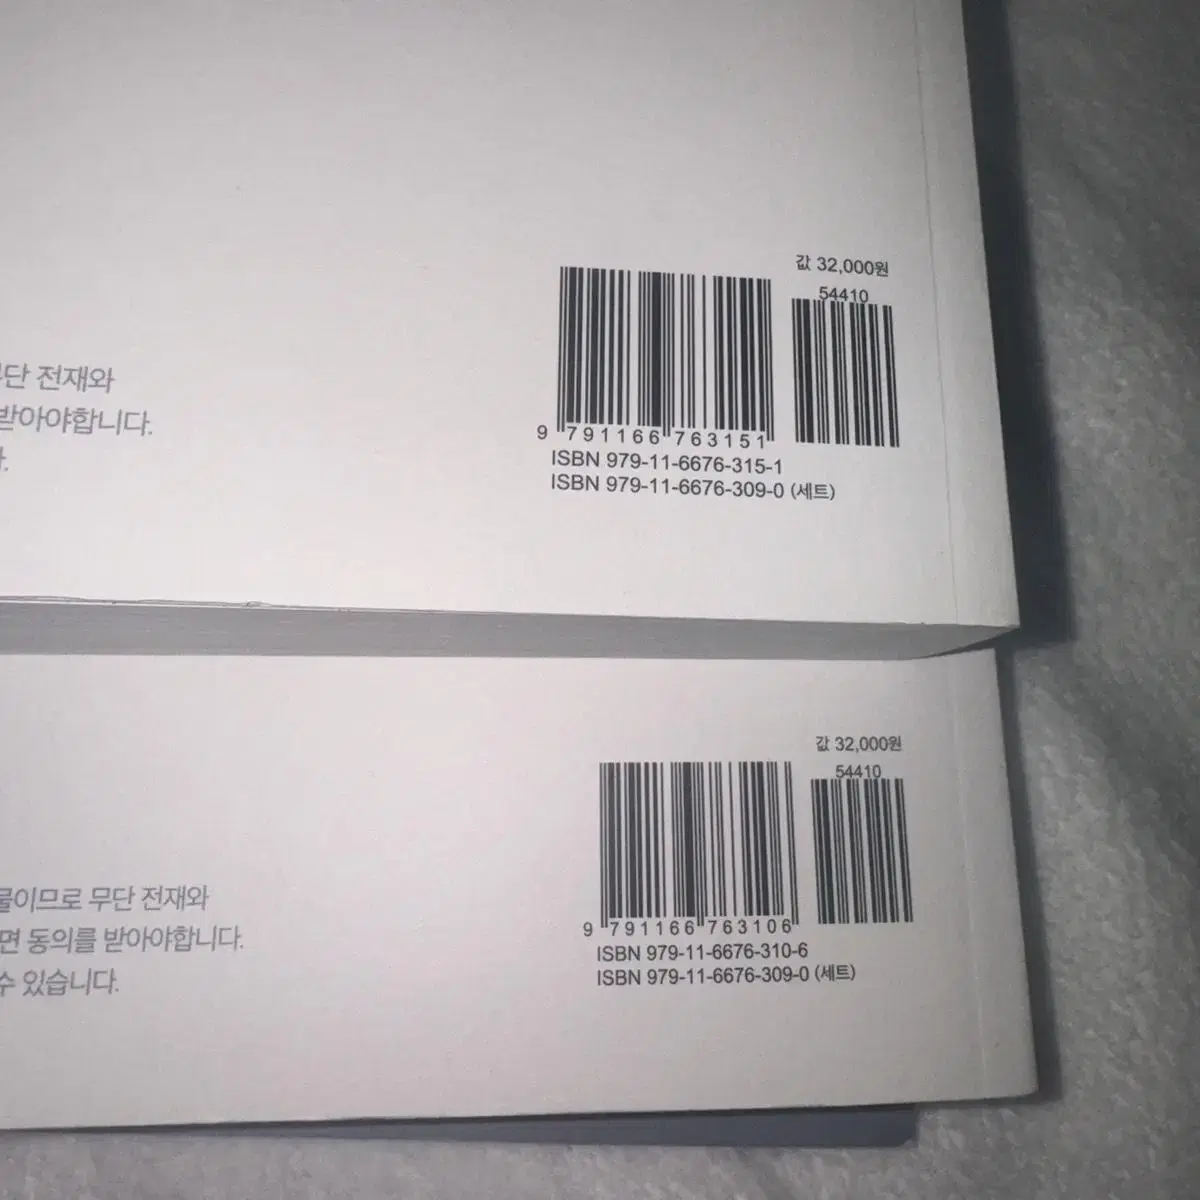 값 32,000원
54410
9 791166 763151
ISBN 979-11-6676-315-1
ISBN 979-11-6676-309-0 (세트)
단 전재와
받아야합니다.
값 32,000원
54410
9 791166 763106
ISBN 979-11-6676-310-6
ISBN 979-11-6676-309-0 (세트)
물이므로 무단 전재와
면 동의를 받아야합니다.
수 있습니다.